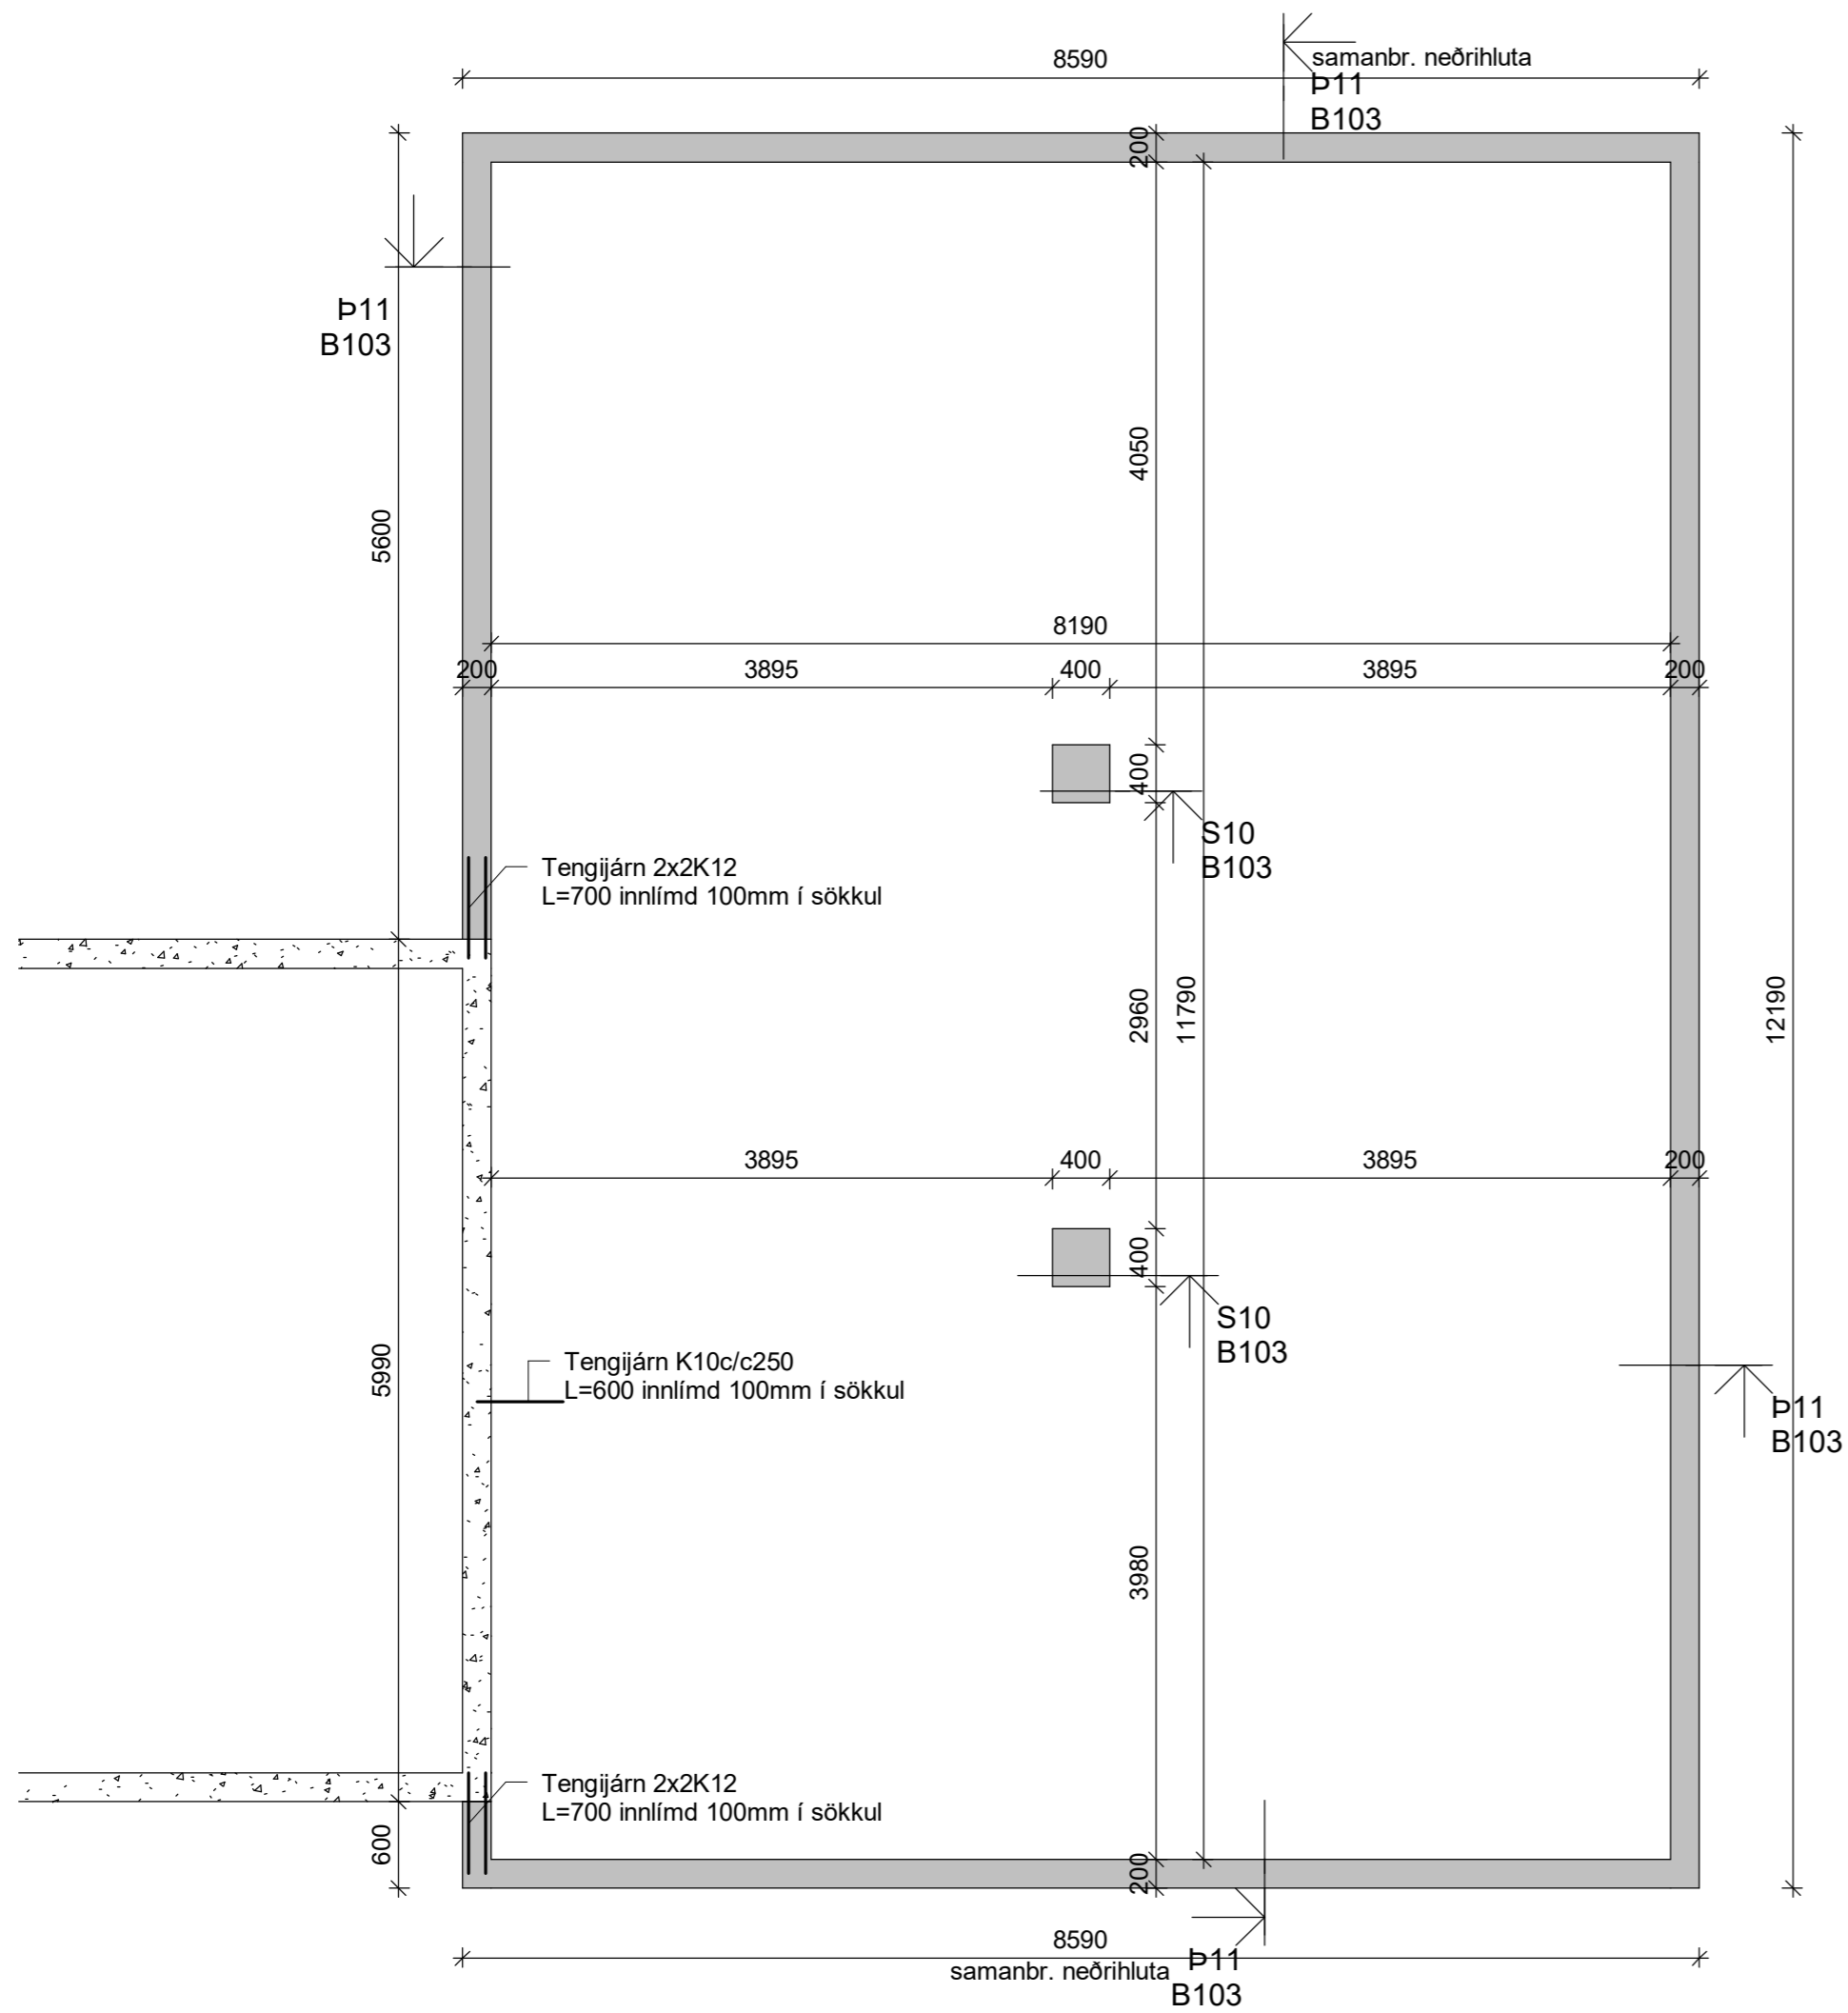 8590
samanbr. neðrihluta
Þ11
B103
200
Þ11
B103
4050
5600
8190
200
3895
400
3895
200
400
S10
B103
Tengijárn 2x2K12
L=700 innlímd 100mm í sökkul
2960
11790
12190
3895
400
3895
200
400
S10
B103
Tengijárn K10c/c250
L=600 innlímd 100mm í sökkul
5990
Þ11
B103
3980
Tengijárn 2x2K12
L=700 innlímd 100mm í sökkul
600
200
8590
samanbr. neðrihluta
Þ11
B103